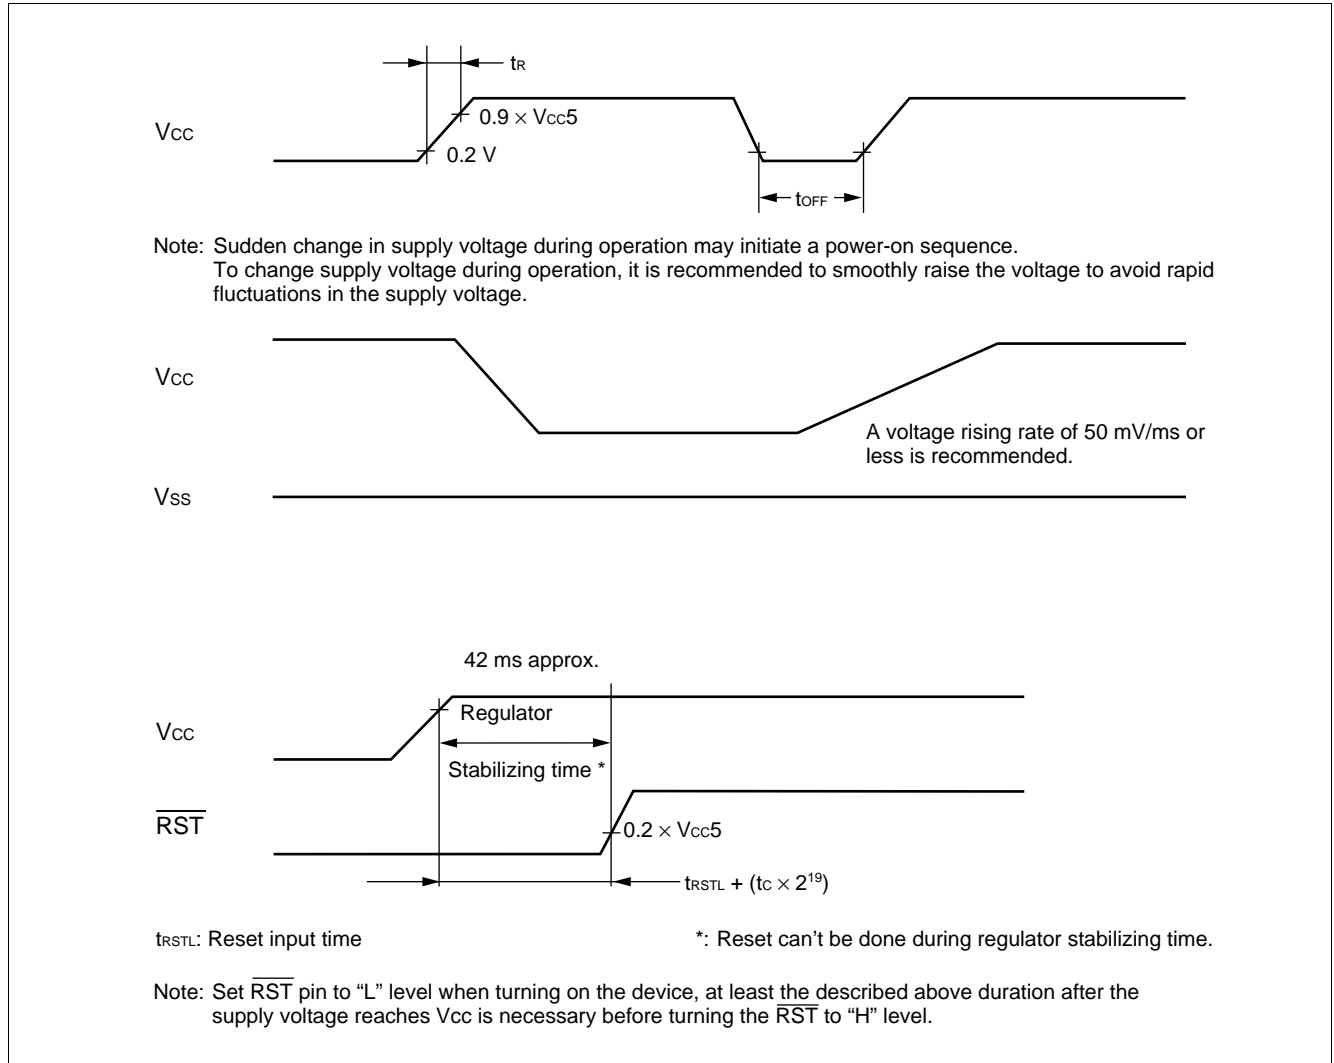 tR
VCC
0.9 × VCC5
0.2 V
tOFF
Note: Sudden change in supply voltage during operation may initiate a power-on sequence.
To change supply voltage during operation, it is recommended to smoothly raise the voltage to avoid rapid
fluctuations in the supply voltage.
VCC
A voltage rising rate of 50 mV/ms or
less is recommended.
VSS
42 ms approx.
VCC
Regulator
Stabilizing time *
R̅S̅T̅
0.2 × VCC5
tRSTL + (tC × 2¹⁹)
tRSTL: Reset input time
*: Reset can't be done during regulator stabilizing time.
Note: Set R̅S̅T̅ pin to “L” level when turning on the device, at least the described above duration after the
supply voltage reaches Vcc is necessary before turning the R̅S̅T̅ to “H” level.